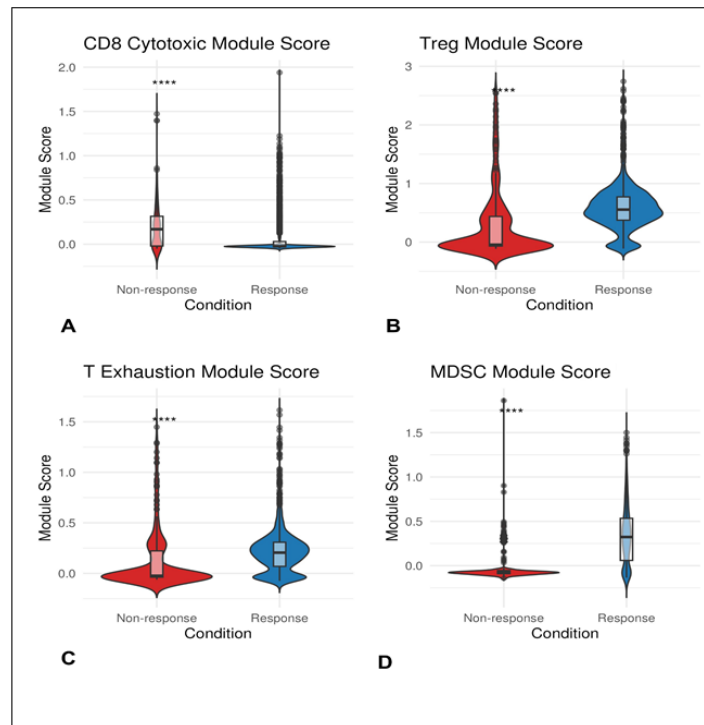 CD8 Cytotoxic Module Score
2.0
****
1.5
1.0
0.5
0.0
Module Score
Non-response Response
Condition
A
Treg Module Score
3
****
2
1
0
Module Score
Non-response Response
Condition
B
T Exhaustion Module Score
1.5
****
1.0
0.5
0.0
Module Score
Non-response Response
Condition
C
MDSC Module Score
****
1.5
1.0
0.5
0.0
Module Score
Non-response Response
Condition
D